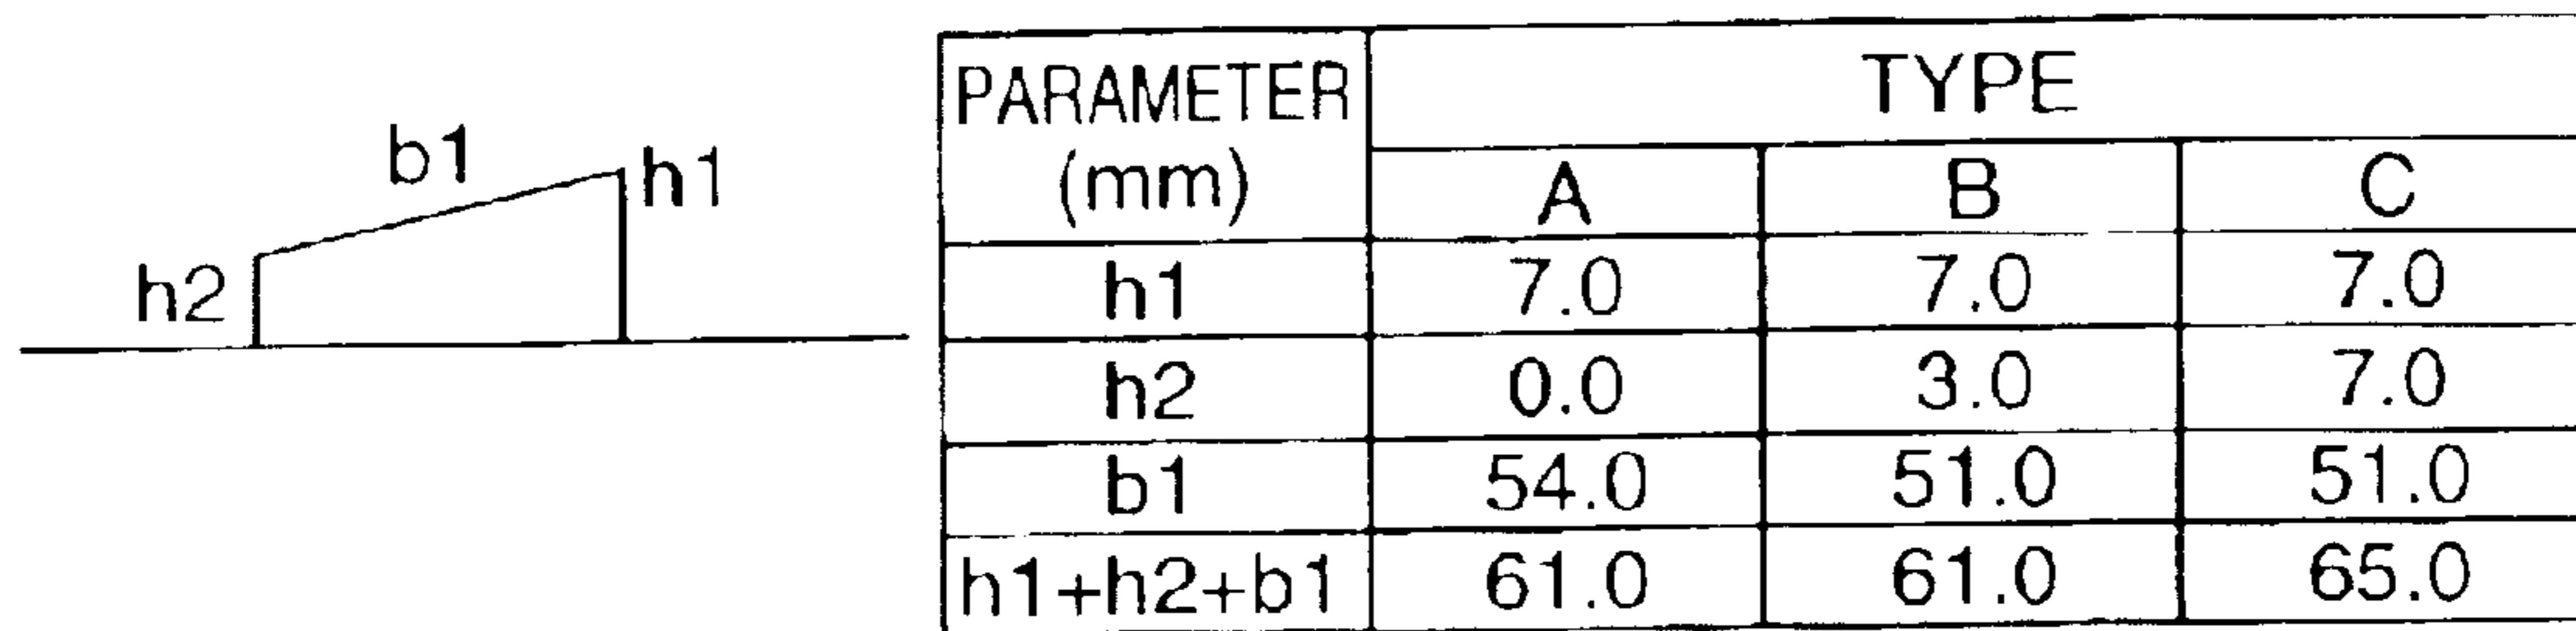 b1
h1
h2
PARAMETER
(mm)
TYPE
A B C
h1 7.0 7.0 7.0
h2 0.0 3.0 7.0
b1 54.0 51.0 51.0
h1+h2+b1 61.0 61.0 65.0